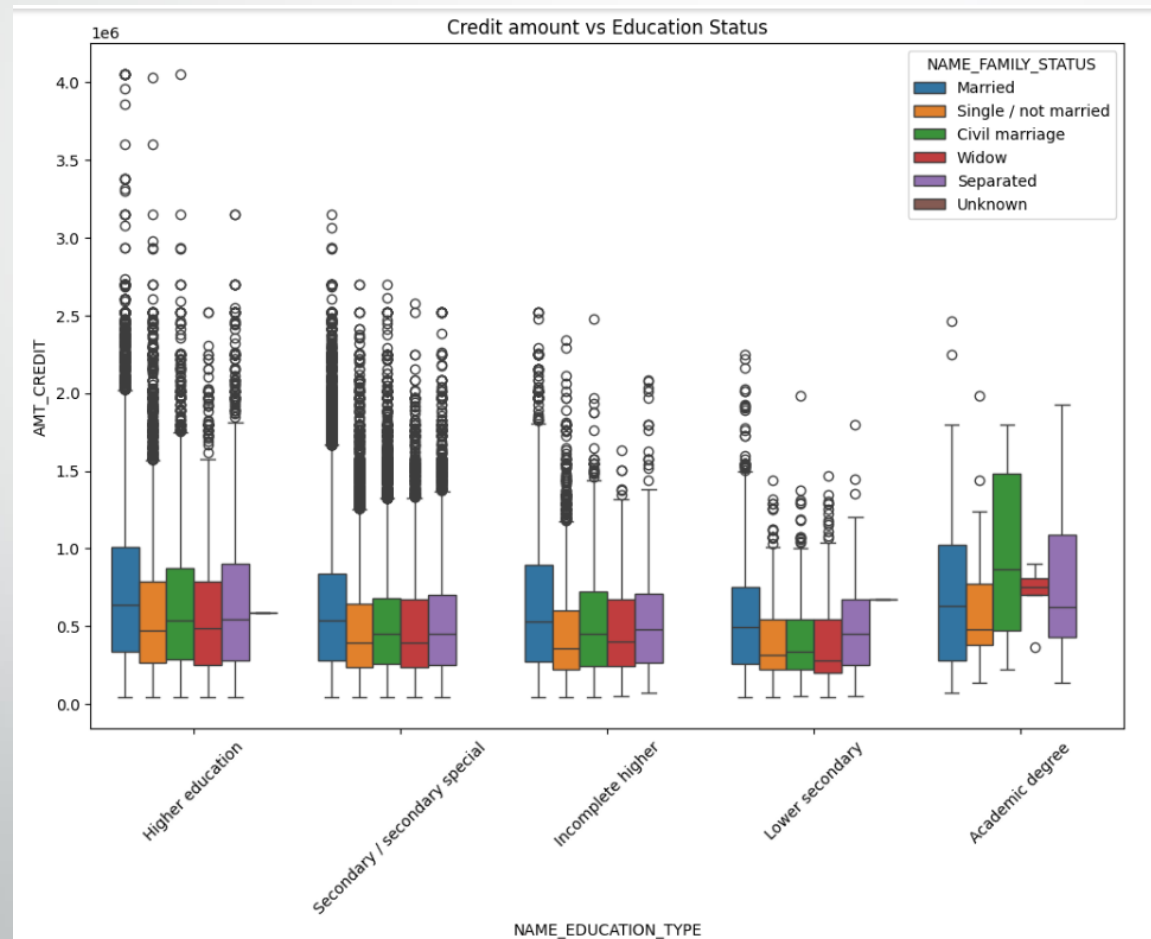 Credit amount vs Education Status
1e6
NAME_FAMILY_STATUS
Married
Single / not married
Civil marriage
Widow
Separated
Unknown
4.0
3.5
3.0
2.5
2.0
1.5
1.0
0.5
0.0
AMT_CREDIT
Higher education
Secondary / secondary special
Incomplete higher
Lower secondary
Academic degree
NAME_EDUCATION_TYPE